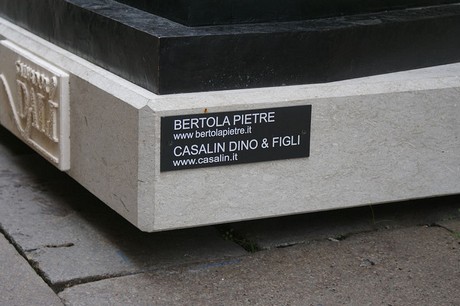 BERTOLA PIETRE
www.bertolapietre.it
CASALIN DINO & FIGLI
www.casalin.it